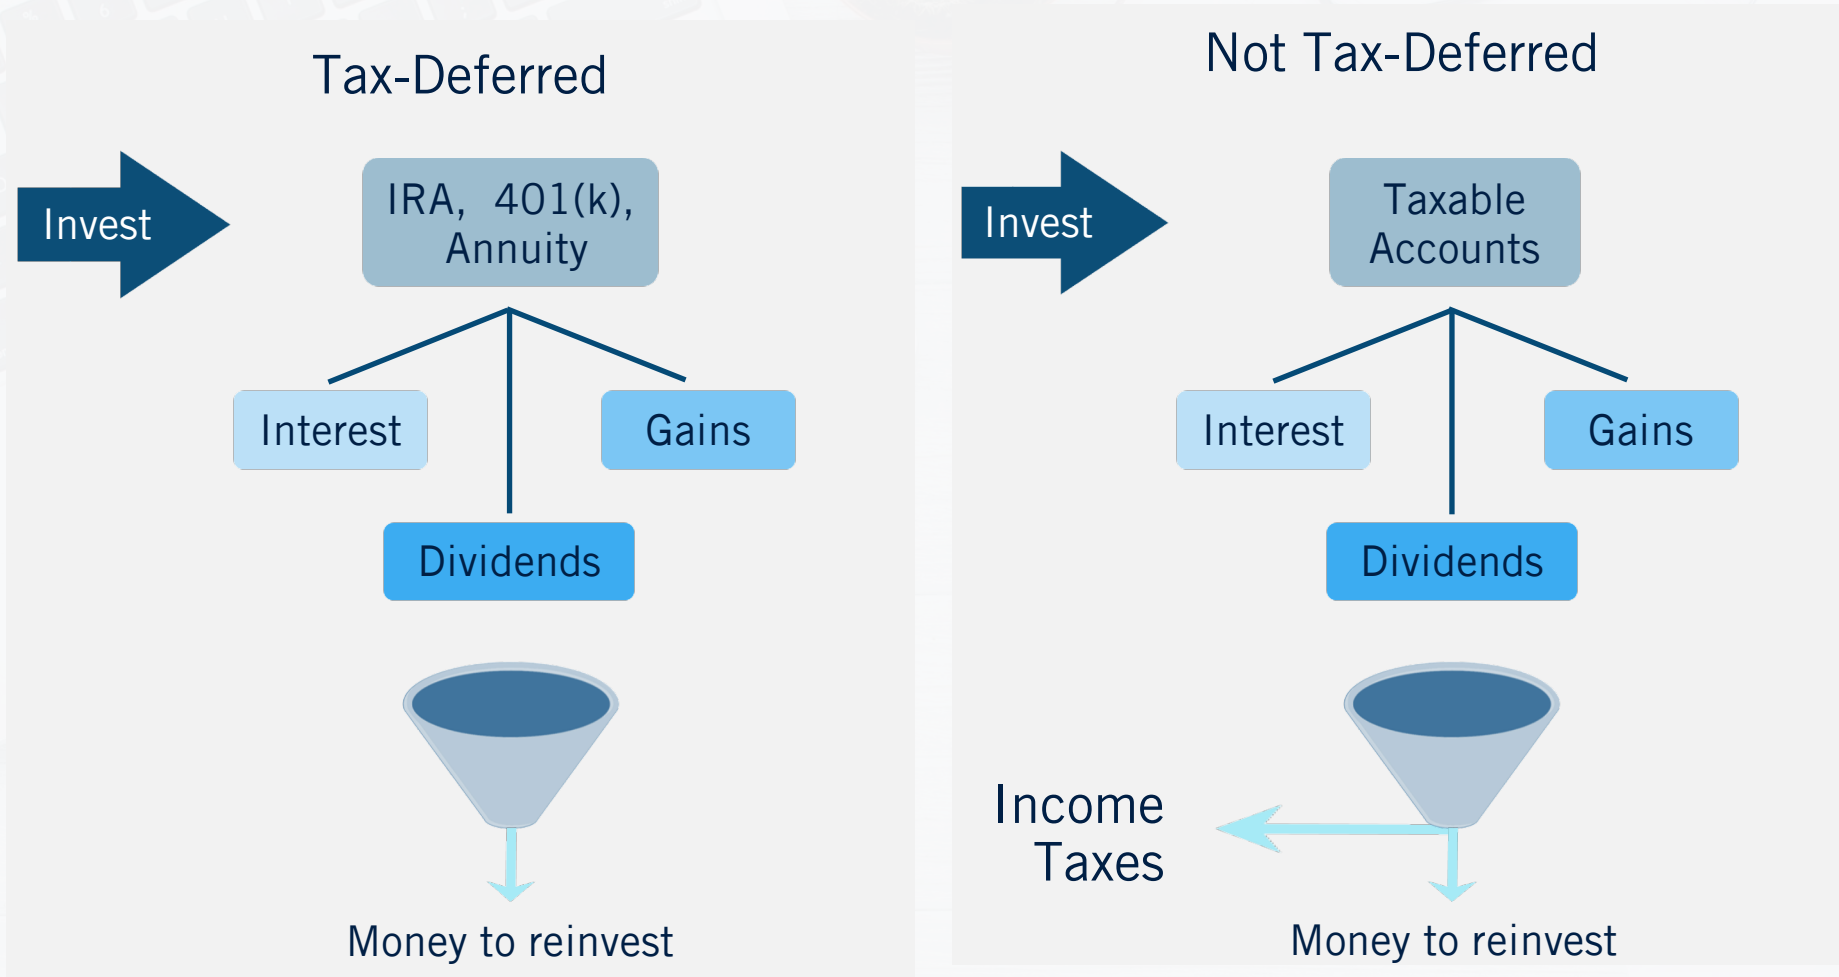 Tax-Deferred
Invest
IRA, 401(k),
Annuity
Interest
Gains
Dividends
Money to reinvest
Not Tax-Deferred
Invest
Taxable
Accounts
Interest
Gains
Dividends
Income
Taxes
Money to reinvest